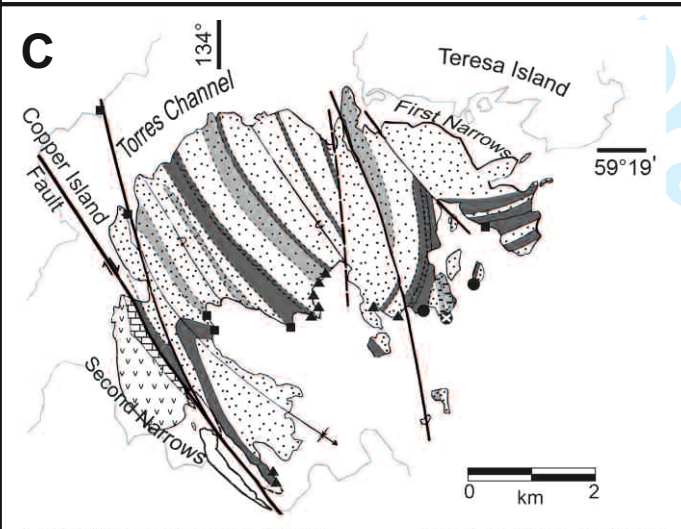 C
134°
Teresa Island
Torres Channel
First Narrows
59°19'
Copper Island
Fault
Second Narrows
0 2
km